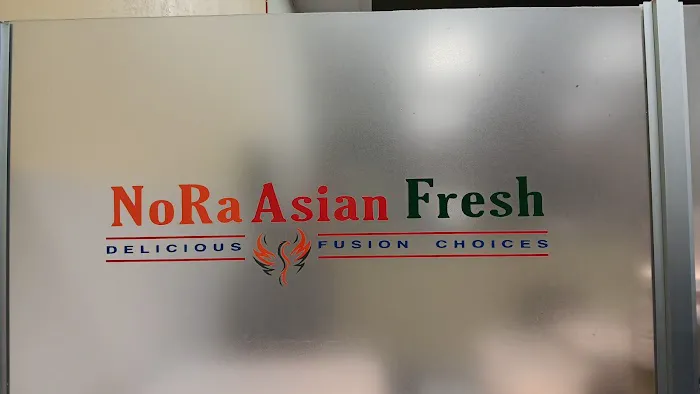 NoRa Asian Fresh
DELICIOUS FUSION CHOICES